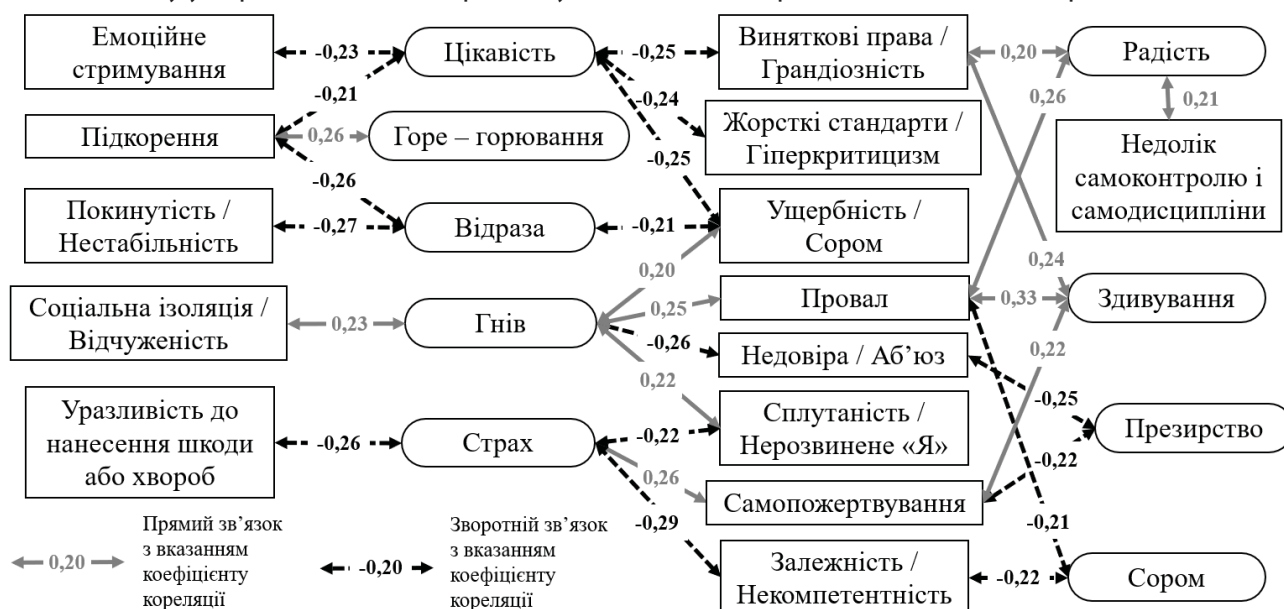 Емоційне
стримування
-0,23
Цікавість
-0,25
Виняткові права /
Грандіозність
0,20
Радість
-0,21
-0,24
0,26
0,21
Підкорення
0,26
Горе – горювання
Жорсткі стандарти /
Гіперкритицизм
Недолік
самоконтролю і
самодисципліни
-0,26
-0,25
Покинутість /
Нестабільність
-0,27
Відраза
-0,21
Ущербність /
Сором
0,24
0,20
Соціальна ізоляція /
Відчуженість
0,23
Гнів
0,25
Провал
0,33
Здивування
-0,26
Недовіра / Аб’юз
0,22
0,22
-0,25
Уразливість до
нанесення шкоди
або хвороб
-0,26
Страх
-0,22
Сплутаність /
Нерозвинене «Я»
Презирство
-0,22
0,26
Самопожертвування
-0,29
-0,21
Залежність /
Некомпетентність
-0,22
Сором
0,20
Прямий зв’язок
з вказанням
коефіцієнту
кореляції
-0,20
Зворотній зв’язок
з вказанням
коефіцієнту
кореляції